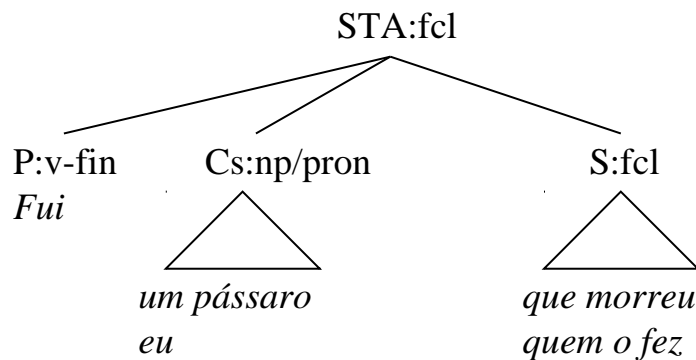 STA:fcl
P:v-fin Cs:np/pron S:fcl
Fui
um pássaro que morreu
eu quem o fez